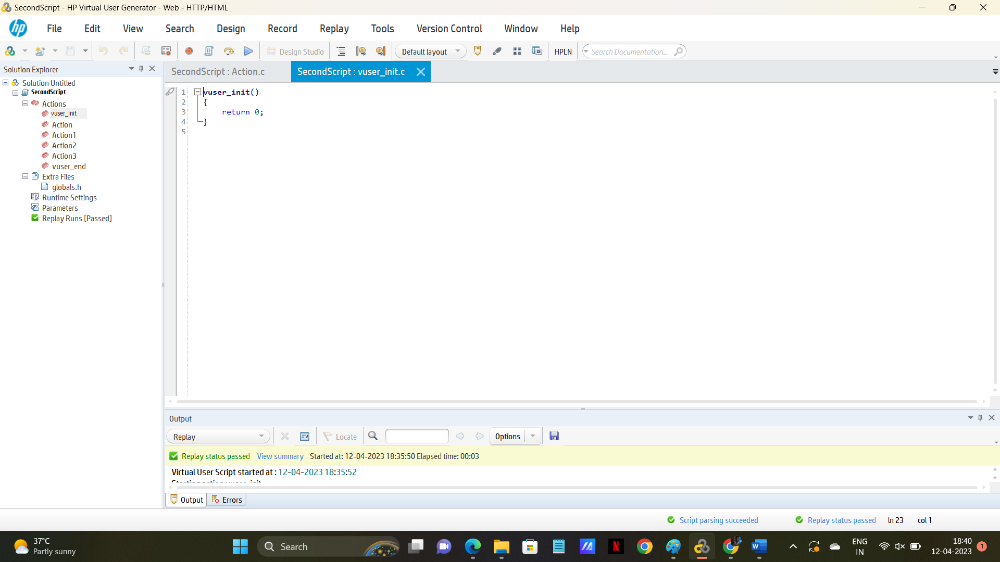 SecondScript - HP Virtual User Generator - Web - HTTP/HTML
hp File Edit View Search Design Record Replay Tools Version Control Window Help
Design Studio Default layout HPLN Search Documentation...
Solution Explorer
Solution Untitled
SecondScript
Actions
vuser_init
Action
Action1
Action2
Action3
vuser_end
Extra Files
globals.h
Runtime Settings
Parameters
Replay Runs [Passed]
SecondScript : Action.c SecondScript : vuser_init.c
1 vuser_init()
2 {
3 return 0;
4 }
5
Output
Replay Locate Options
Replay status passed View summary Started at: 12-04-2023 18:35:50 Elapsed time: 00:03
Virtual User Script started at : 12-04-2023 18:35:52
Starting action vuser_init.
Output Errors
Script parsing succeeded Replay status passed ln 23 col 1
37°C
Partly sunny
Search
N
W
ENG
IN
18:40
12-04-2023
1